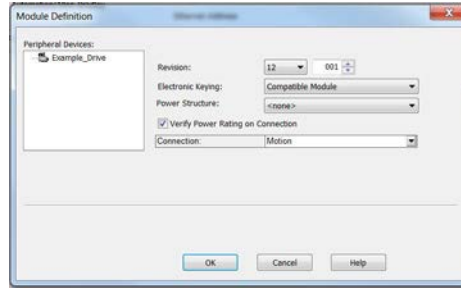 Module Definition
Peripheral Devices:
Example_Drive
Revision: 12 001
Electronic Keying: Compatible Module
Power Structure: <none>
Verify Power Rating on Connection
Connection: Motion
OK Cancel Help